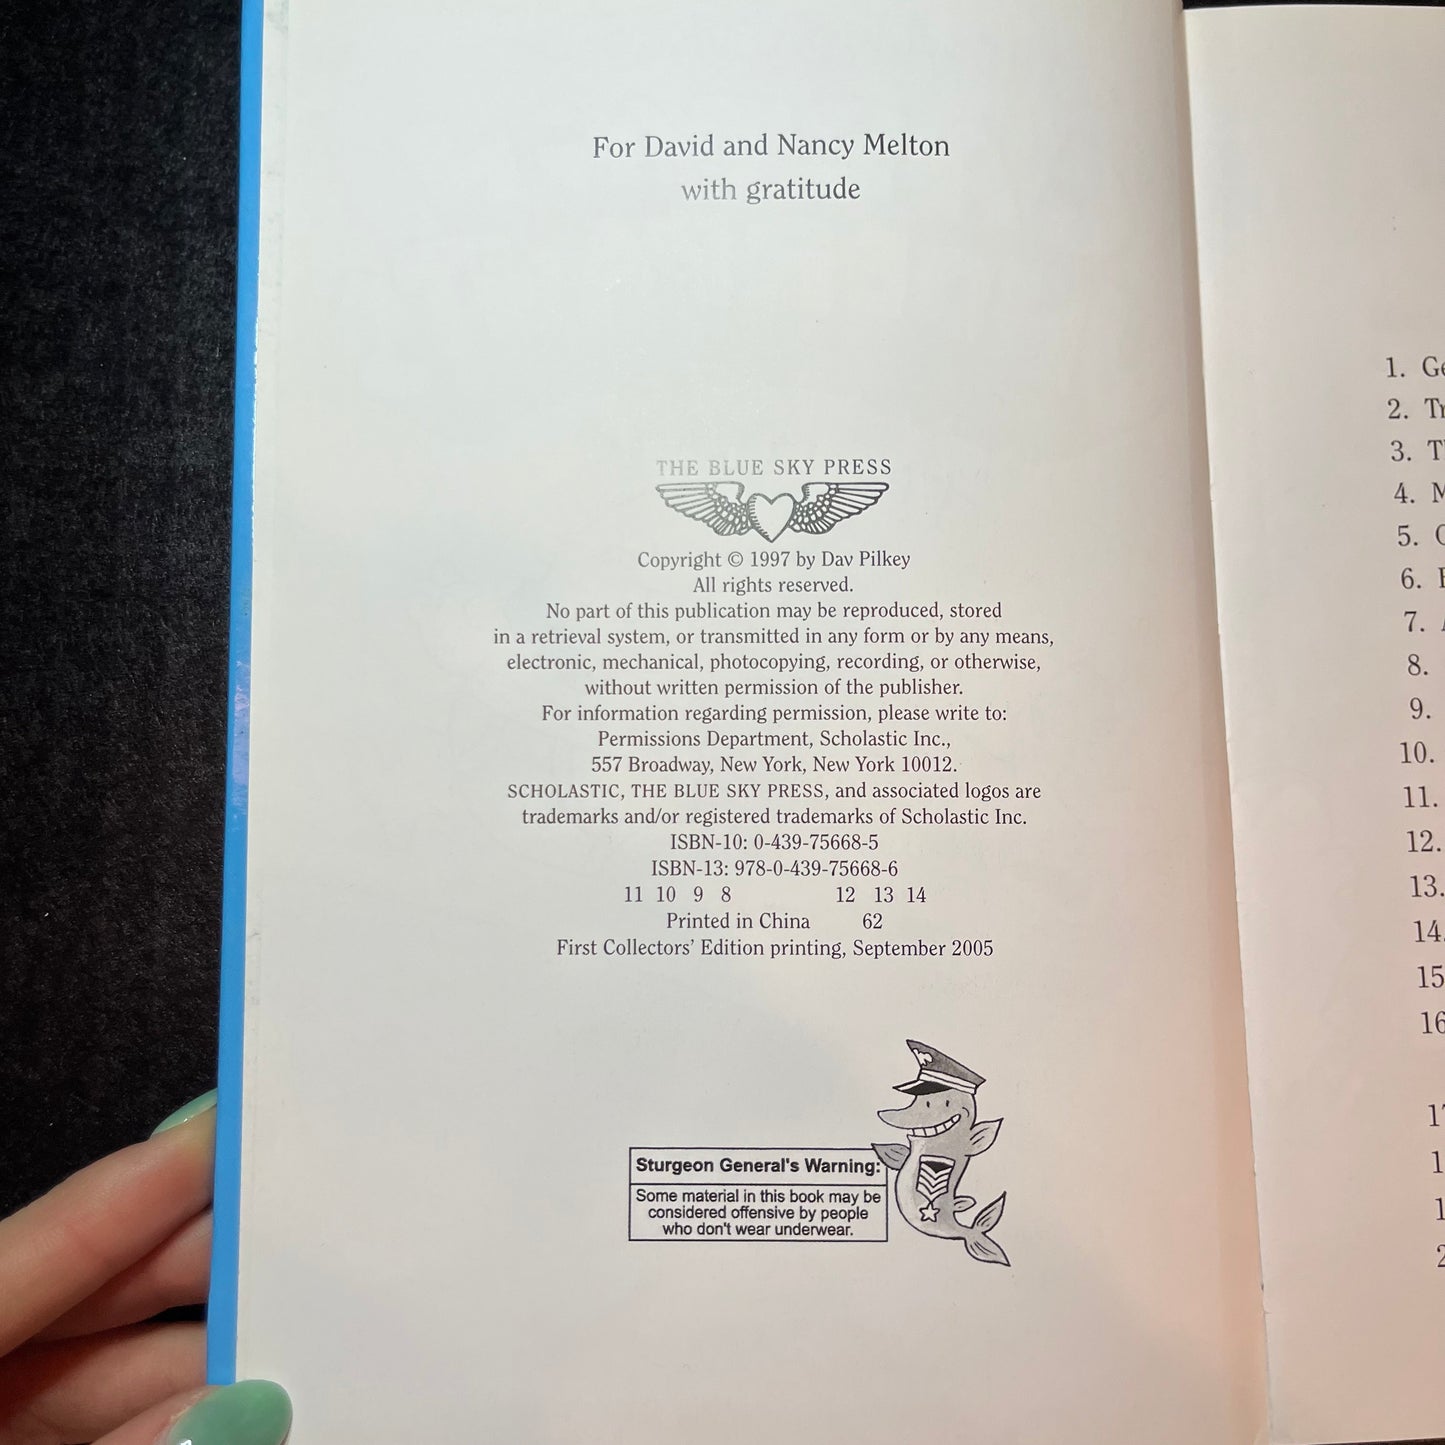 For David and Nancy Melton
with gratitude
THE BLUE SKY PRESS
Copyright © 1997 by Dav Pilkey
All rights reserved.
No part of this publication may be reproduced, stored
in a retrieval system, or transmitted in any form or by any means,
electronic, mechanical, photocopying, recording, or otherwise,
without written permission of the publisher.
For information regarding permission, please write to:
Permissions Department, Scholastic Inc.,
557 Broadway, New York, New York 10012.
SCHOLASTIC, THE BLUE SKY PRESS, and associated logos are
trademarks and/or registered trademarks of Scholastic Inc.
ISBN-10: 0-439-75668-5
ISBN-13: 978-0-439-75668-6
11 10 9 8 12 13 14
Printed in China 62
First Collectors' Edition printing, September 2005
Sturgeon General's Warning:
Some material in this book may be
considered offensive by people
who don't wear underwear.
1. Ge
2. Tr
3.
4.
5.
6.
7.
8.
9.
10.
11.
12.
13.
14.
15
16